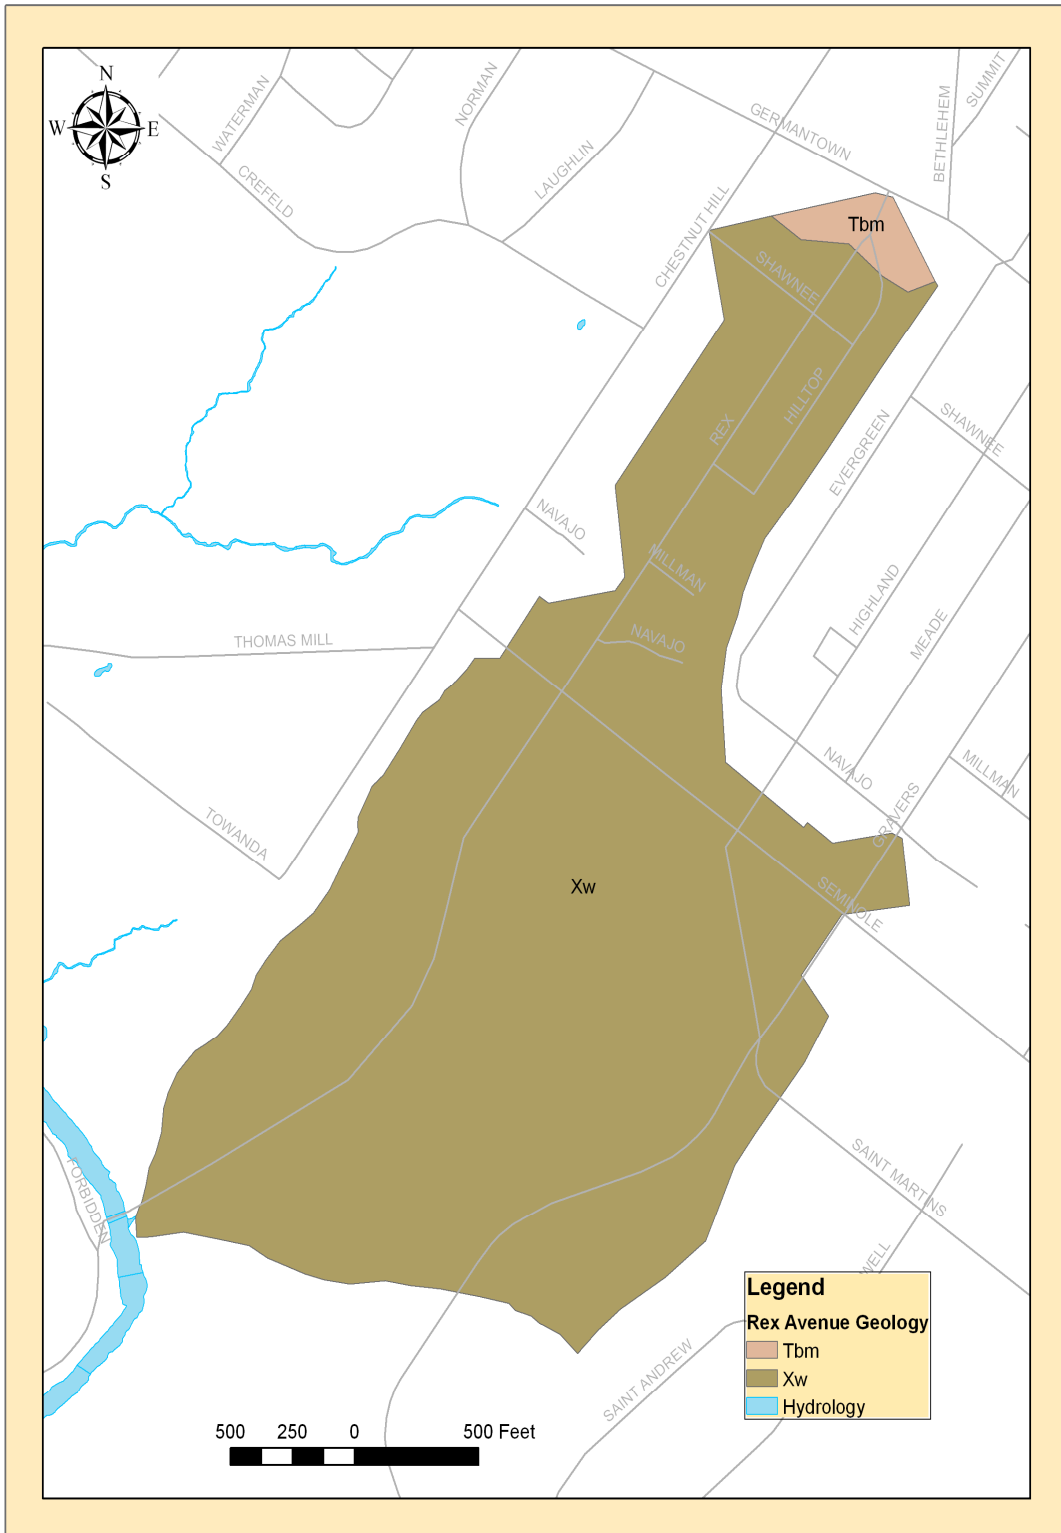 N
W E
S
WATERMAN
NORMAN
SUMMIT
BETHLEHEM
GERMANTOWN
LAUGHLIN
CREFELD
CHESTNUT HILL
Tbm
SHAWNEE
HILLTOP
REX
EVERGREEN
SHAWNEE
NAVAJO
MILLMAN
HIGHLAND
MEADE
THOMAS MILL
NAVAJO
NAVAJO
MILLMAN
TOWANDA
GRAVERS
Xw
SEMINOLE
FORBIDDEN
SAINT MARTINS
WELL
SAINT ANDREW
Legend
Rex Avenue Geology
Tbm
Xw
Hydrology
500 250 0 500 Feet